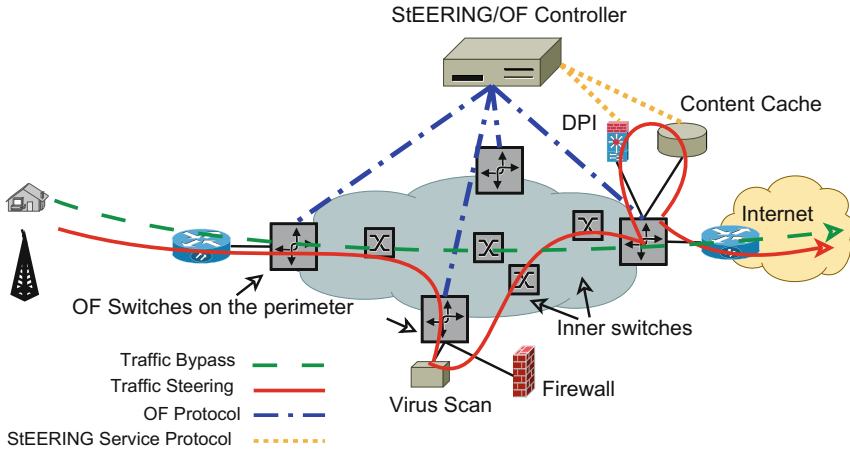 StEERING/OF Controller
Content Cache
DPI
Internet
OF Switches on the perimeter
Inner switches
Traffic Bypass
Traffic Steering
Firewall
Virus Scan
OF Protocol
StEERING Service Protocol